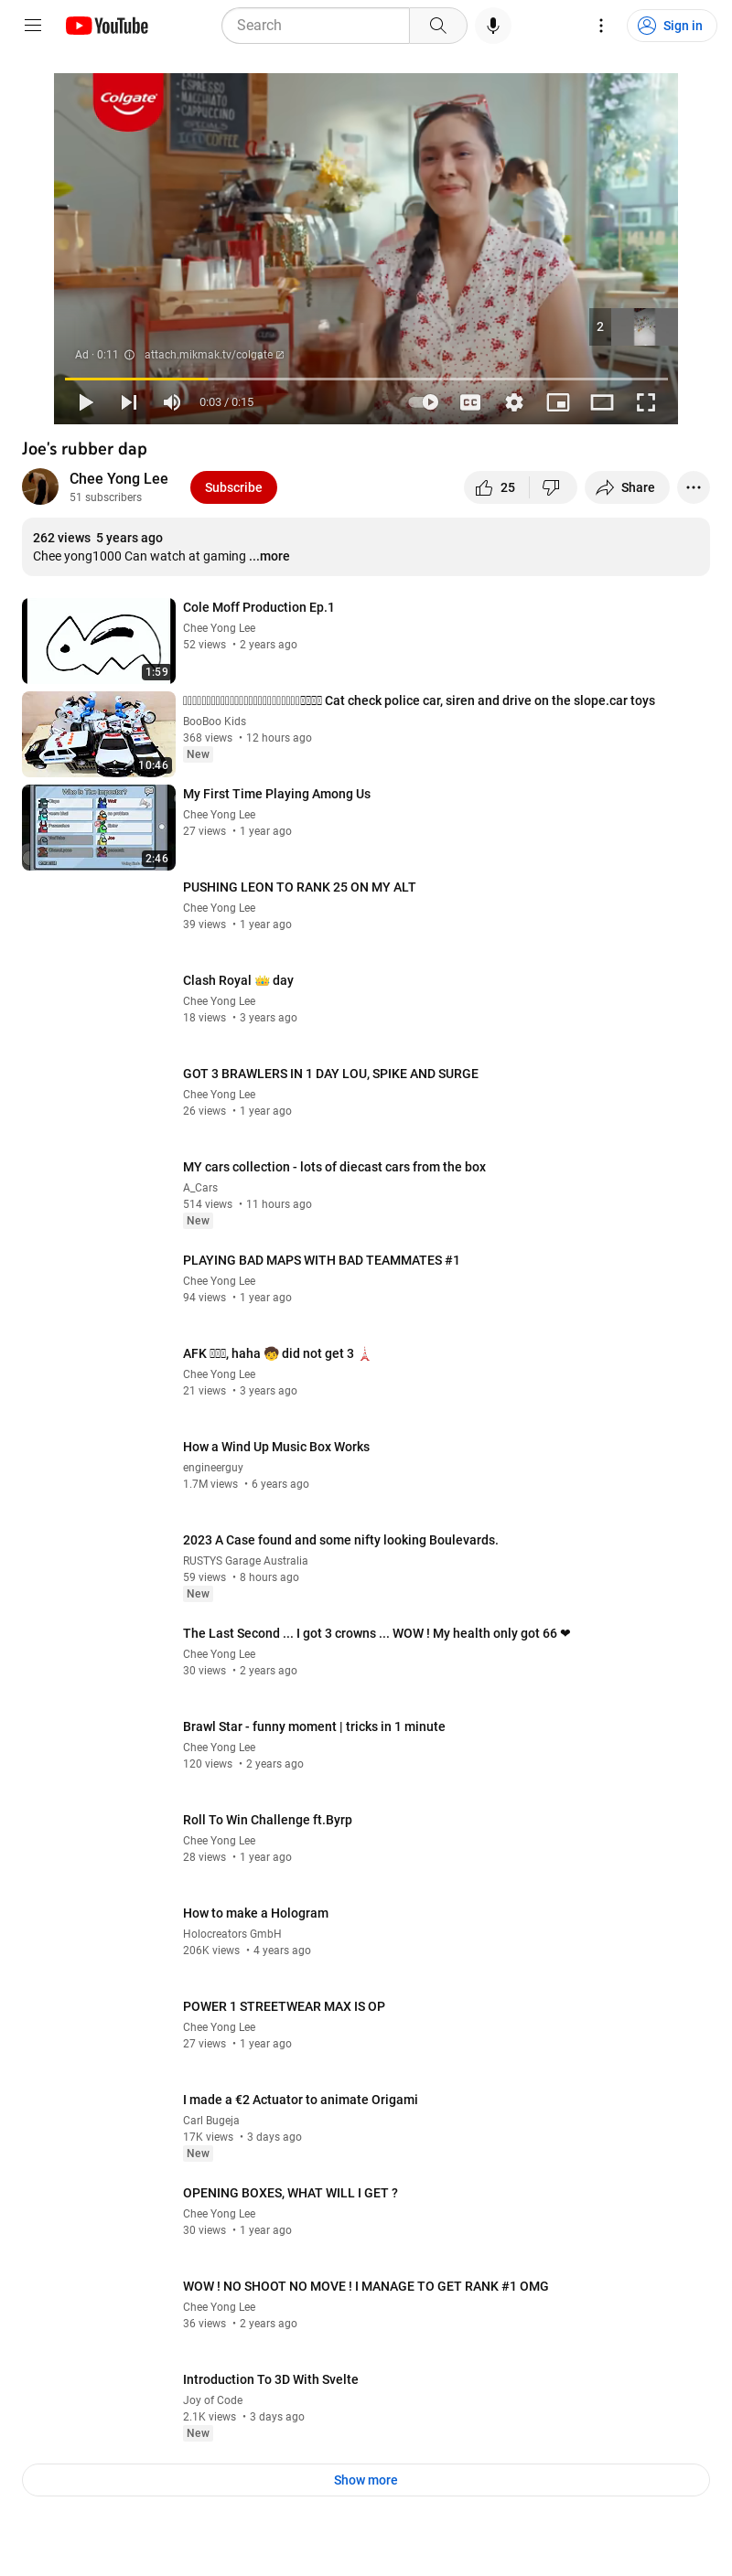 YouTube
Search
Sign in
Colgate
ESPRESSO
MACCHIATO
CAPPUCCINO
2
Ad · 0:11 attach.mikmak.tv/colgate
0:03 / 0:15
CC
Joe's rubber dap
Chee Yong Lee
51 subscribers
Subscribe
25
Share
262 views 5 years ago
Chee yong1000 Can watch at gaming ...more
Cole Moff Production Ep.1
Chee Yong Lee
52 views • 2 years ago
1:59
Cat check police car, siren and drive on the slope.car toys
BooBoo Kids
368 views • 12 hours ago
New
10:46
My First Time Playing Among Us
Chee Yong Lee
27 views • 1 year ago
Who Is The Impostor?
2:46
PUSHING LEON TO RANK 25 ON MY ALT
Chee Yong Lee
39 views • 1 year ago
Clash Royal 👑 day
Chee Yong Lee
18 views • 3 years ago
GOT 3 BRAWLERS IN 1 DAY LOU, SPIKE AND SURGE
Chee Yong Lee
26 views • 1 year ago
MY cars collection - lots of diecast cars from the box
A_Cars
514 views • 11 hours ago
New
PLAYING BAD MAPS WITH BAD TEAMMATES #1
Chee Yong Lee
94 views • 1 year ago
AFK , haha 🧒 did not get 3 🗼
Chee Yong Lee
21 views • 3 years ago
How a Wind Up Music Box Works
engineerguy
1.7M views • 6 years ago
2023 A Case found and some nifty looking Boulevards.
RUSTYS Garage Australia
59 views • 8 hours ago
New
The Last Second ... I got 3 crowns ... WOW ! My health only got 66 ❤
Chee Yong Lee
30 views • 2 years ago
Brawl Star - funny moment | tricks in 1 minute
Chee Yong Lee
120 views • 2 years ago
Roll To Win Challenge ft.Byrp
Chee Yong Lee
28 views • 1 year ago
How to make a Hologram
Holocreators GmbH
206K views • 4 years ago
POWER 1 STREETWEAR MAX IS OP
Chee Yong Lee
27 views • 1 year ago
I made a €2 Actuator to animate Origami
Carl Bugeja
17K views • 3 days ago
New
OPENING BOXES, WHAT WILL I GET ?
Chee Yong Lee
30 views • 1 year ago
WOW ! NO SHOOT NO MOVE ! I MANAGE TO GET RANK #1 OMG
Chee Yong Lee
36 views • 2 years ago
Introduction To 3D With Svelte
Joy of Code
2.1K views • 3 days ago
New
Show more